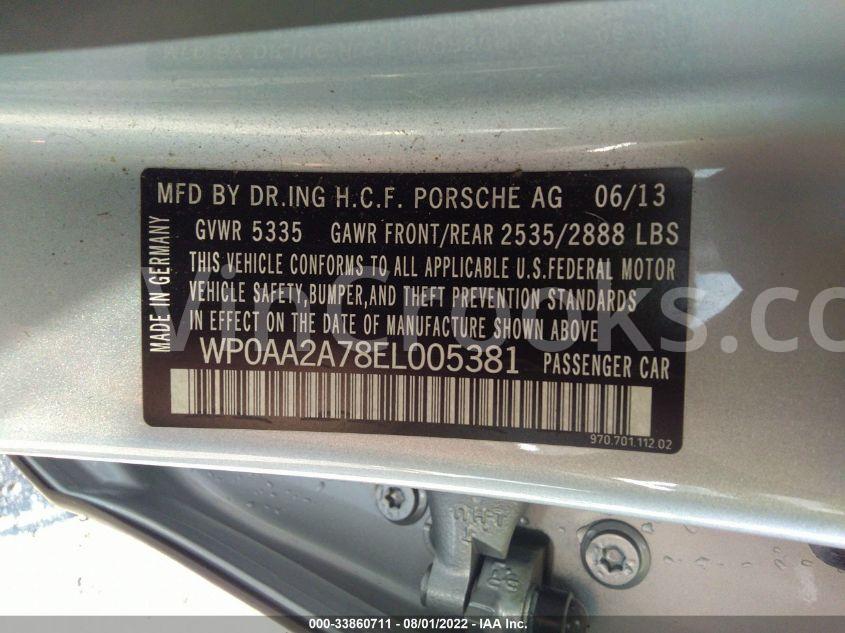 MFD BY DR.ING H.C.F. PORSCHE AG 06/13
GVWR 5335 GAWR FRONT/REAR 2535/2888 LBS
THIS VEHICLE CONFORMS TO ALL APPLICABLE U.S.FEDERAL MOTOR
VEHICLE SAFETY,BUMPER,AND THEFT PREVENTION STANDARDS
IN EFFECT ON THE DATE OF MANUFACTURE SHOWN ABOVE
WP0AA2A78EL005381 PASSENGER CAR
970.701.112.02
MADE IN GERMANY
VinCrooks.co
000-33860711 - 08/01/2022 - IAA Inc.